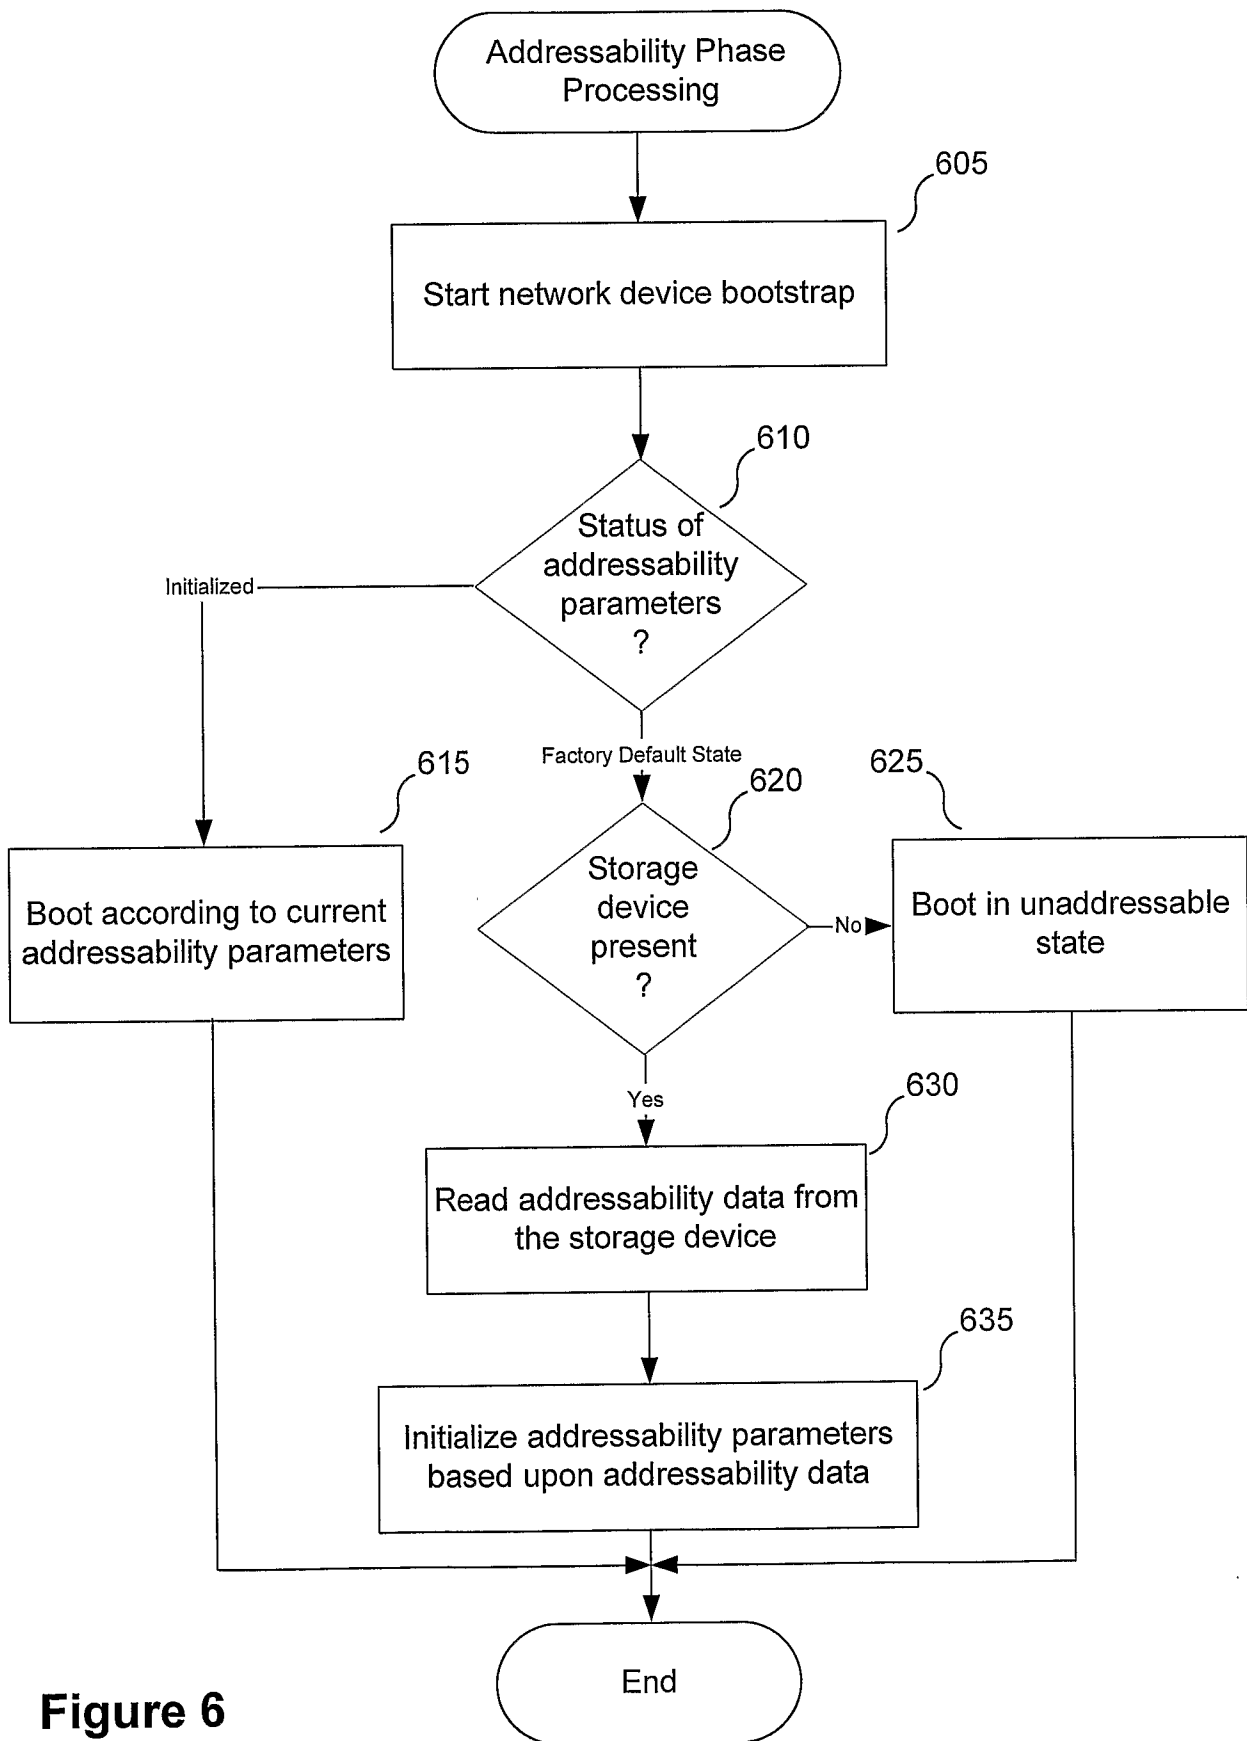 Addressability Phase
Processing
605
Start network device bootstrap
610
Status of
addressability
parameters
?
Initialized
Factory Default State
615
620
625
Boot according to current
addressability parameters
Storage
device
present
?
No
Boot in unaddressable
state
Yes
630
Read addressability data from
the storage device
635
Initialize addressability parameters
based upon addressability data
End
Figure 6